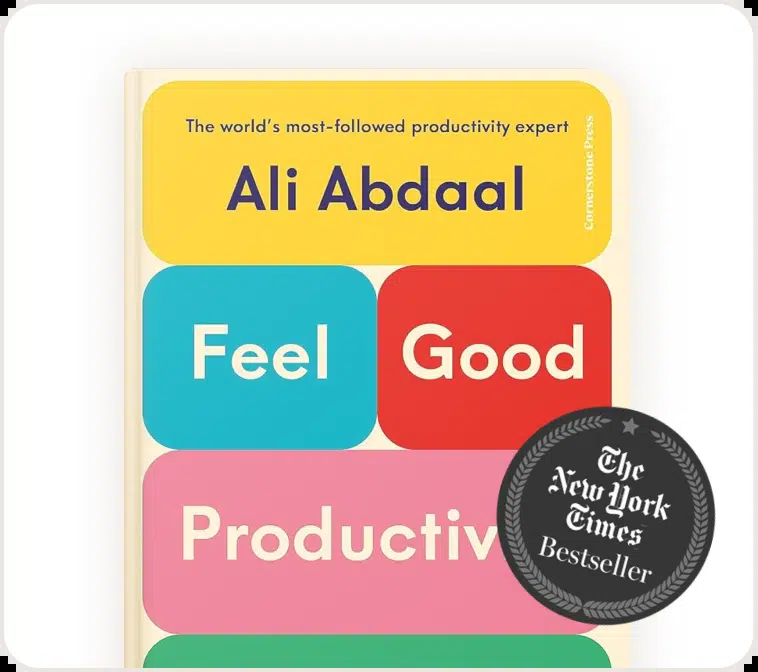 The world's most-followed productivity expert
Ali Abdaal
Cornerstone Press
Feel Good
Productiv
The
New York
Times
Bestseller